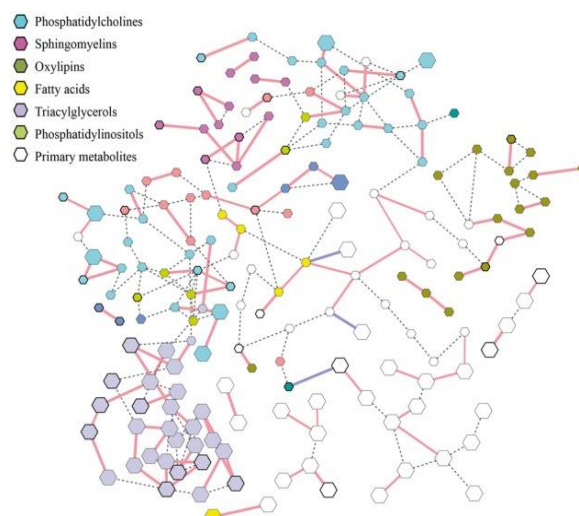 Phosphatidylcholines
Sphingomyelins
Oxylipins
Fatty acids
Triacylglycerols
Phosphatidylinositols
Primary metabolites